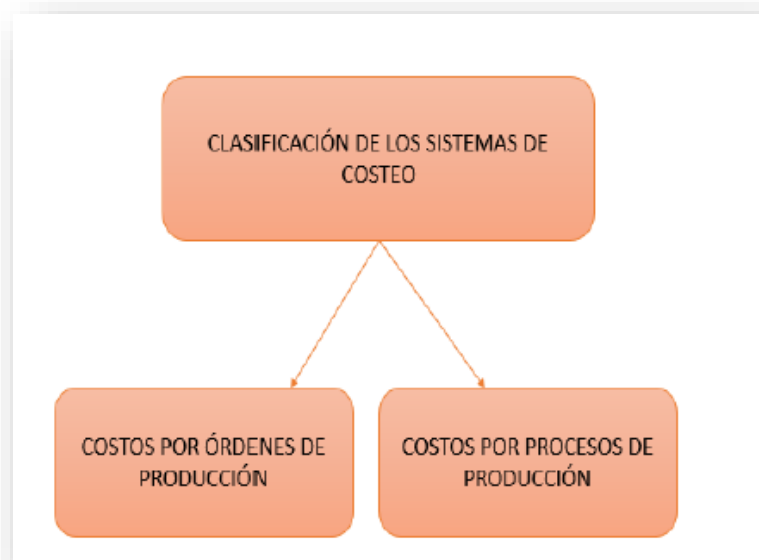 CLASIFICACIÓN DE LOS SISTEMAS DE
COSTEO
COSTOS POR ÓRDENES DE
PRODUCCIÓN
COSTOS POR PROCESOS DE
PRODUCCIÓN